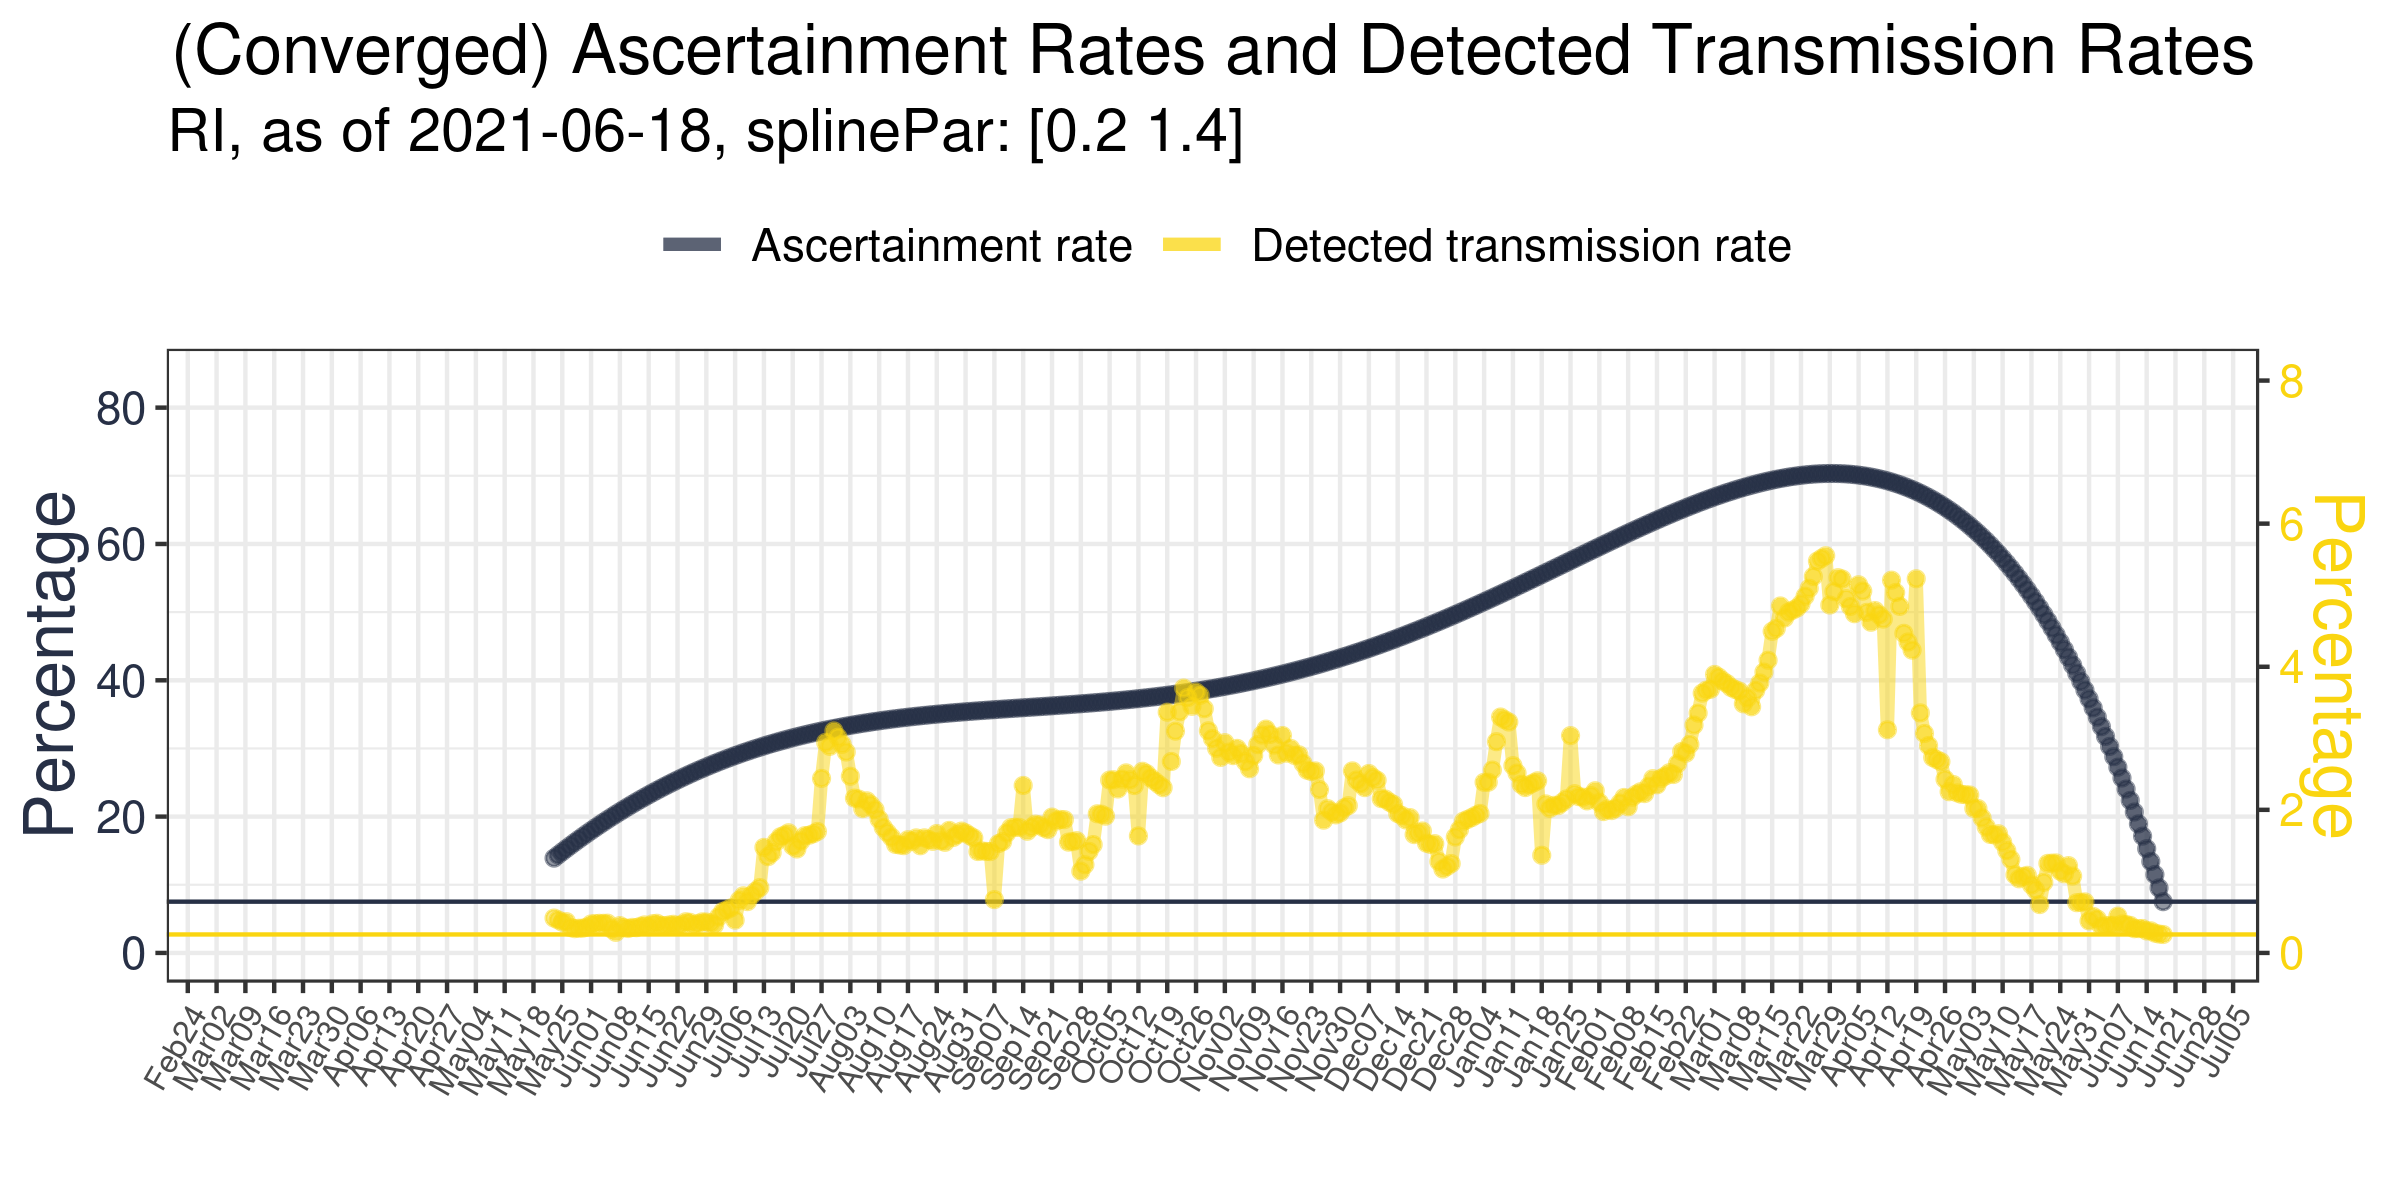 (Converged) Ascertainment Rates and Detected Transmission Rates
RI, as of 2021-06-18, splinePar: [0.2 1.4]
Ascertainment rate Detected transmission rate
Percentage
80
60
40
20
0
8
6
4
2
0
Percentage
Feb24
Mar02
Mar09
Mar16
Mar23
Mar30
Apr06
Apr13
Apr20
Apr27
May04
May11
May18
May25
Jun01
Jun08
Jun15
Jun22
Jun29
Jul06
Jul13
Jul20
Jul27
Aug03
Aug10
Aug17
Aug24
Aug31
Sep07
Sep14
Sep21
Sep28
Oct05
Oct12
Oct19
Oct26
Nov02
Nov09
Nov16
Nov23
Nov30
Dec07
Dec14
Dec21
Dec28
Jan04
Jan11
Jan18
Jan25
Feb01
Feb08
Feb15
Feb22
Mar01
Mar08
Mar15
Mar22
Mar29
Apr05
Apr12
Apr19
Apr26
May03
May10
May17
May24
May31
Jun07
Jun14
Jun21
Jun28
Jul05